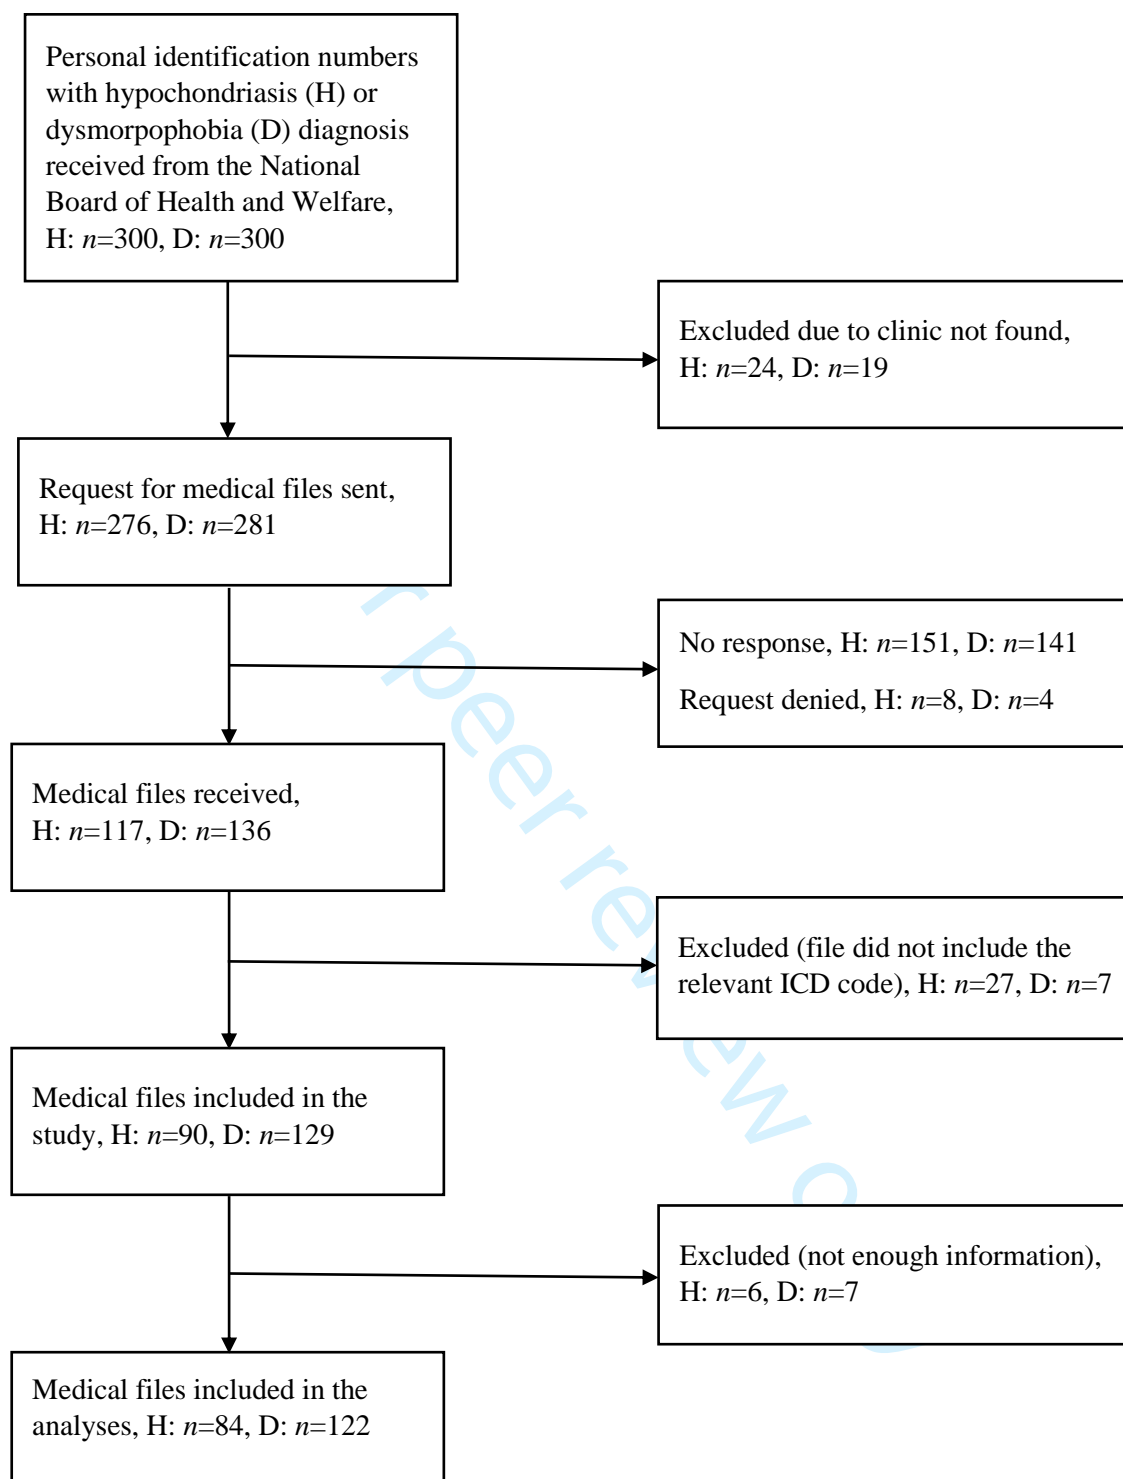 Personal identification numbers
with hypochondriasis (H) or
dysmorpophobia (D) diagnosis
received from the National
Board of Health and Welfare,
H: n=300, D: n=300
Excluded due to clinic not found,
H: n=24, D: n=19
Request for medical files sent,
H: n=276, D: n=281
No response, H: n=151, D: n=141
Request denied, H: n=8, D: n=4
Medical files received,
H: n=117, D: n=136
Excluded (file did not include the
relevant ICD code), H: n=27, D: n=7
Medical files included in the
study, H: n=90, D: n=129
Excluded (not enough information),
H: n=6, D: n=7
Medical files included in the
analyses, H: n=84, D: n=122
r peer review o